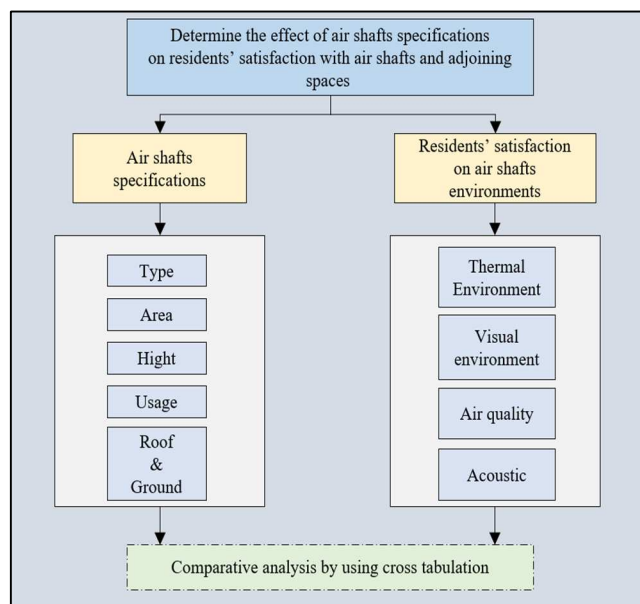 Determine the effect of air shafts specifications
on residents’ satisfaction with air shafts and adjoining
spaces
Air shafts
specifications
Residents’ satisfaction
on air shafts
environments
Type
Area
Hight
Usage
Roof
&
Ground
Thermal
Environment
Visual
environment
Air quality
Acoustic
Comparative analysis by using cross tabulation